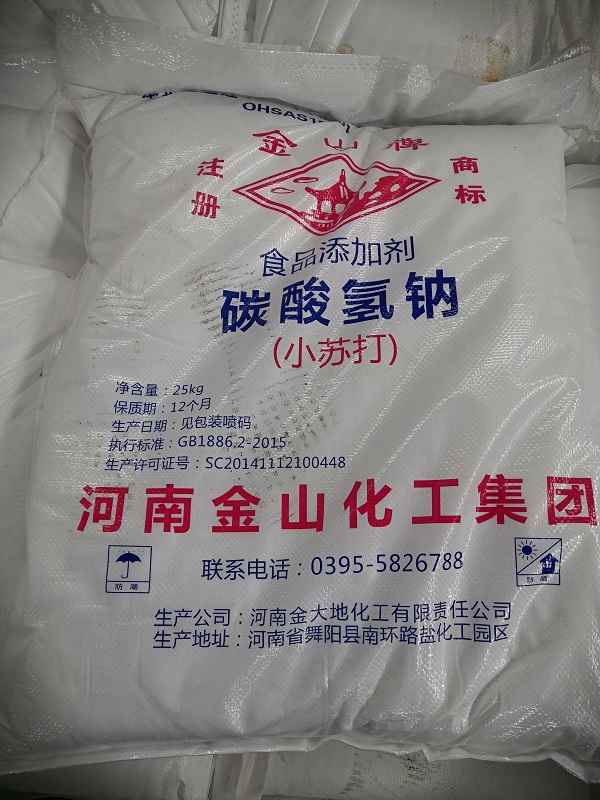 OHSAS18001
金山牌
注册
商标
食品添加剂
碳酸氢钠
(小苏打)
净含量：25kg
保质期：12个月
生产日期：见包装喷码
执行标准：GB1886.2-2015
生产许可证号：SC20141112100448
河南金山化工集团
联系电话：0395-5826788
防潮
防晒
生产公司：河南金大地化工有限责任公司
生产地址：河南省舞阳县南环路盐化工园区